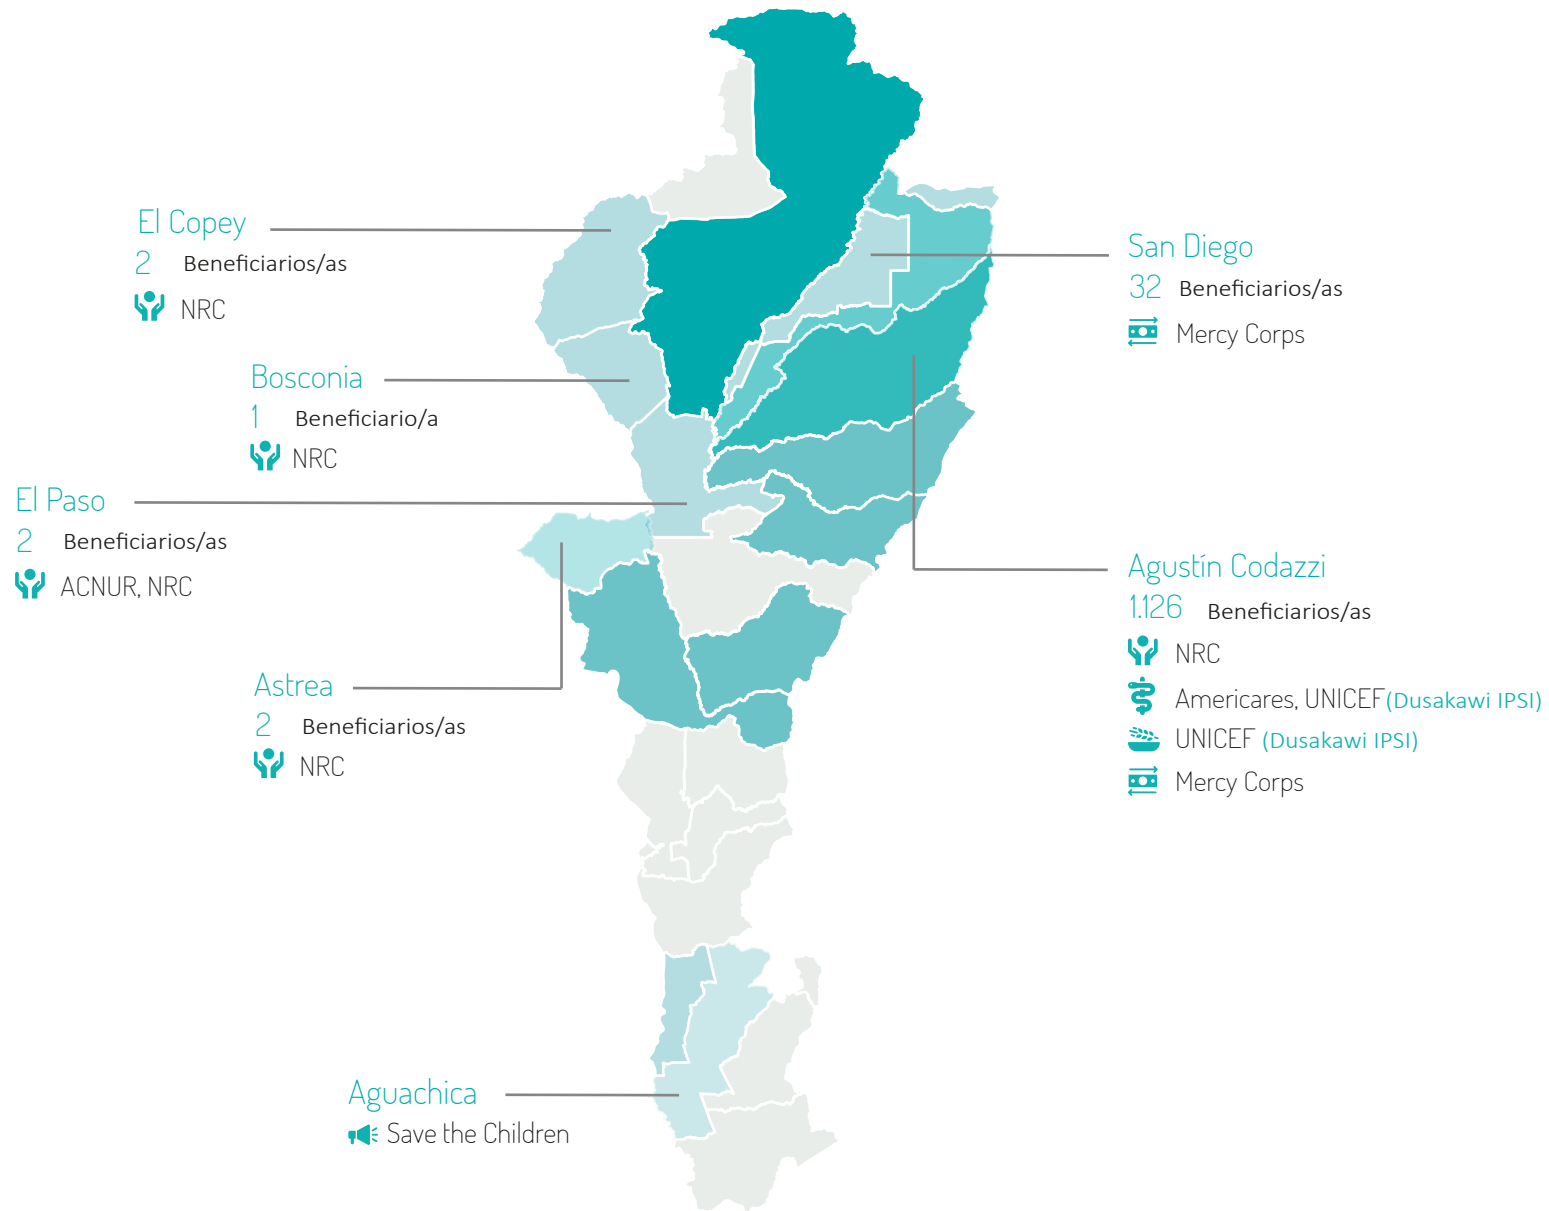 El Copey
2 Beneficiarios/as
NRC
Bosconia
1 Beneficiario/a
NRC
El Paso
2 Beneficiarios/as
ACNUR, NRC
Astrea
2 Beneficiarios/as
NRC
Aguachica
Save the Children
San Diego
32 Beneficiarios/as
Mercy Corps
Agustín Codazzi
1.126 Beneficiarios/as
NRC
Americares, UNICEF(Dusakawi IPSI)
UNICEF (Dusakawi IPSI)
Mercy Corps